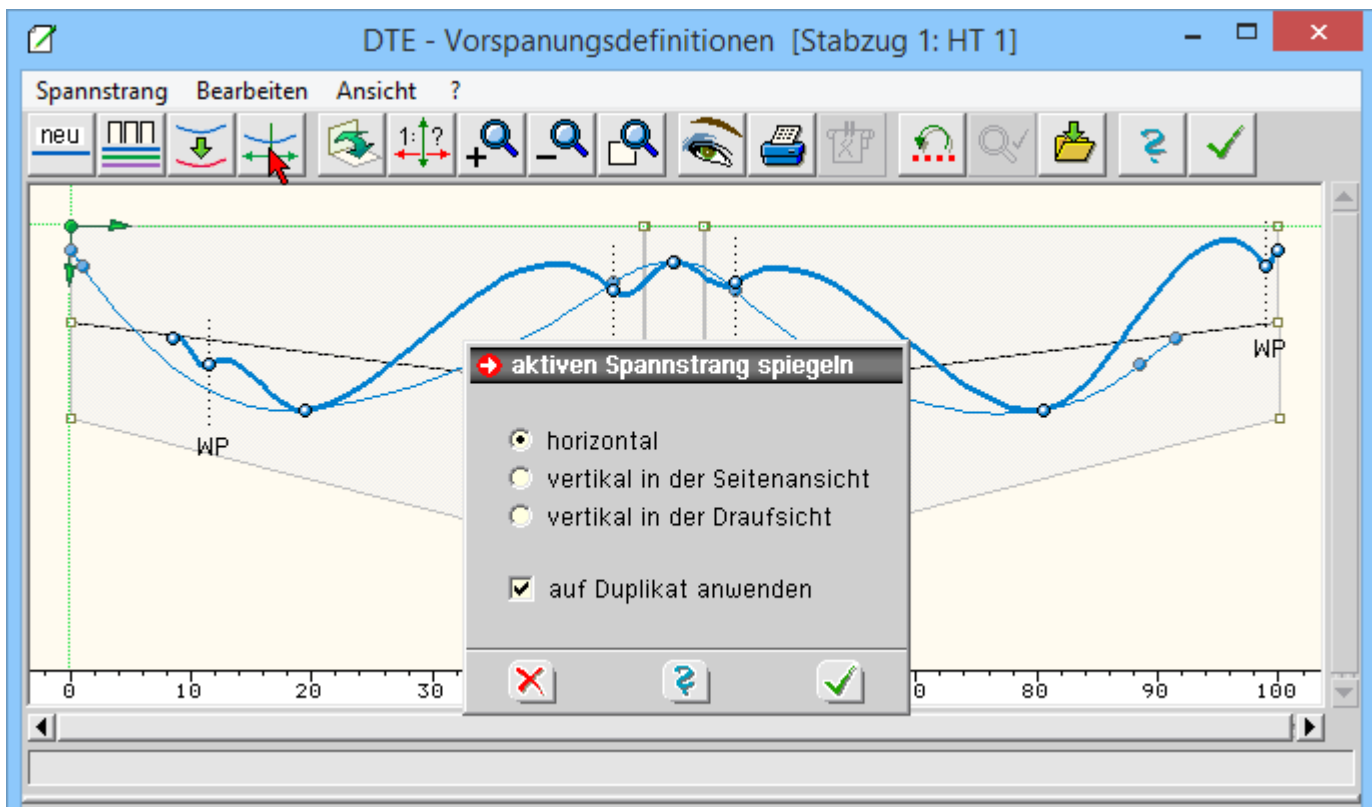 DTE - Vorspanungsdefinitionen [Stabzug 1: HT 1]
Spannstrang Bearbeiten Ansicht ?
neu 1:?
WP
WP
aktiven Spannstrang spiegeln
horizontal
vertikal in der Seitenansicht
vertikal in der Draufsicht
auf Duplikat anwenden
0 10 20 30 0 80 90 100